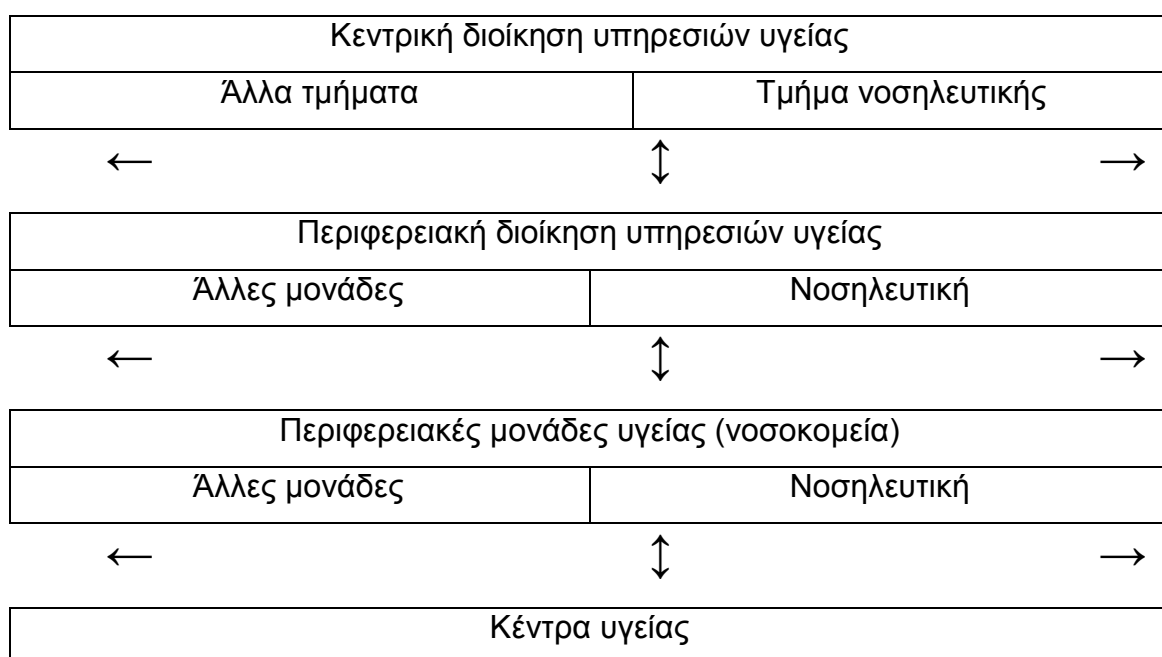 Κεντρική διοίκηση υπηρεσιών υγείας
Άλλα τμήματα Τμήμα νοσηλευτικής
← ↕ →
Περιφερειακή διοίκηση υπηρεσιών υγείας
Άλλες μονάδες Νοσηλευτική
← ↕ →
Περιφερειακές μονάδες υγείας (νοσοκομεία)
Άλλες μονάδες Νοσηλευτική
← ↕ →
Κέντρα υγείας